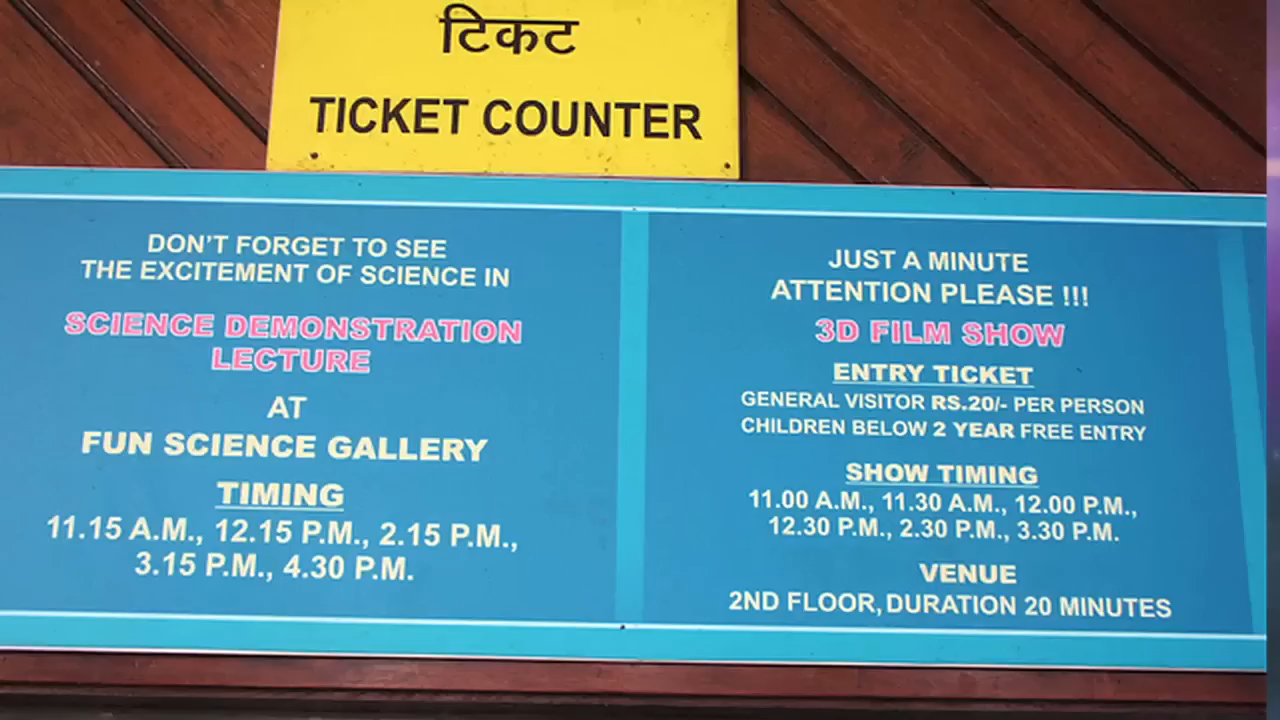 टिकट
TICKET COUNTER
DON'T FORGET TO SEE
THE EXCITEMENT OF SCIENCE IN
SCIENCE DEMONSTRATION
LECTURE
AT
FUN SCIENCE GALLERY
TIMING
11.15 A.M., 12.15 P.M., 2.15 P.M.,
3.15 P.M., 4.30 P.M.
JUST A MINUTE
ATTENTION PLEASE !!!
3D FILM SHOW
ENTRY TICKET
GENERAL VISITOR RS.20/- PER PERSON
CHILDREN BELOW 2 YEAR FREE ENTRY
SHOW TIMING
11.00 A.M., 11.30 A.M., 12.00 P.M.,
12.30 P.M., 2.30 P.M., 3.30 P.M.
VENUE
2ND FLOOR, DURATION 20 MINUTES